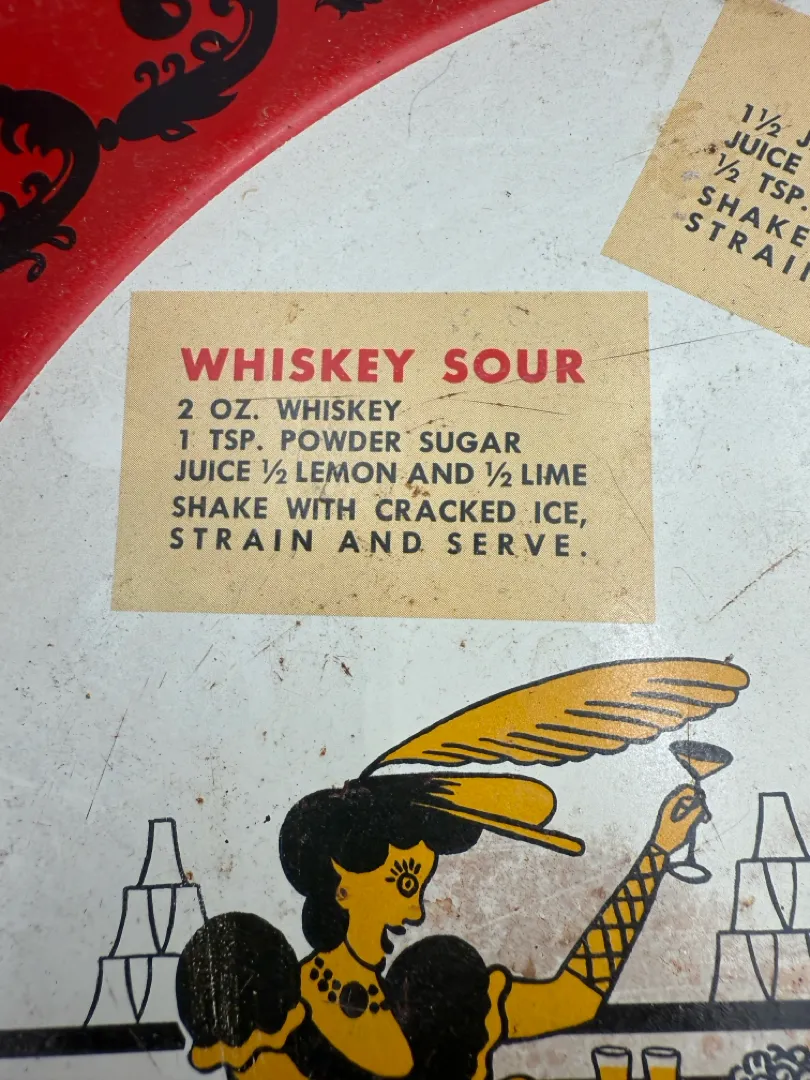 WHISKEY SOUR
2 OZ. WHISKEY
1 TSP. POWDER SUGAR
JUICE ½ LEMON AND ½ LIME
SHAKE WITH CRACKED ICE,
STRAIN AND SERVE.
1½
JUICE
½ TSP.
SHAKE